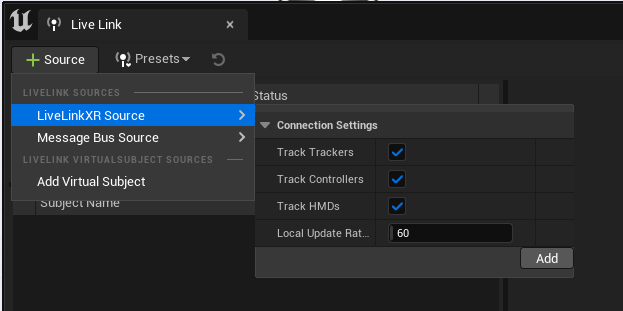 Live Link
Source
Presets
LIVELINK SOURCES
Status
LiveLinkXR Source
Connection Settings
Message Bus Source
Track Trackers
LIVELINK VIRTUALSUBJECT SOURCES
Track Controllers
Add Virtual Subject
Subject Name
Track HMDs
Local Update Rat...
60
Add